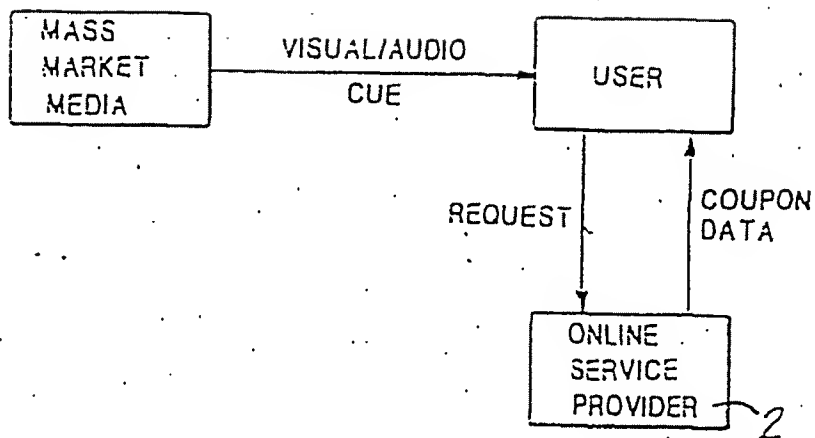 MASS
MARKET
MEDIA
VISUAL/AUDIO
CUE
USER
REQUEST
COUPON
DATA
ONLINE
SERVICE
PROVIDER
2